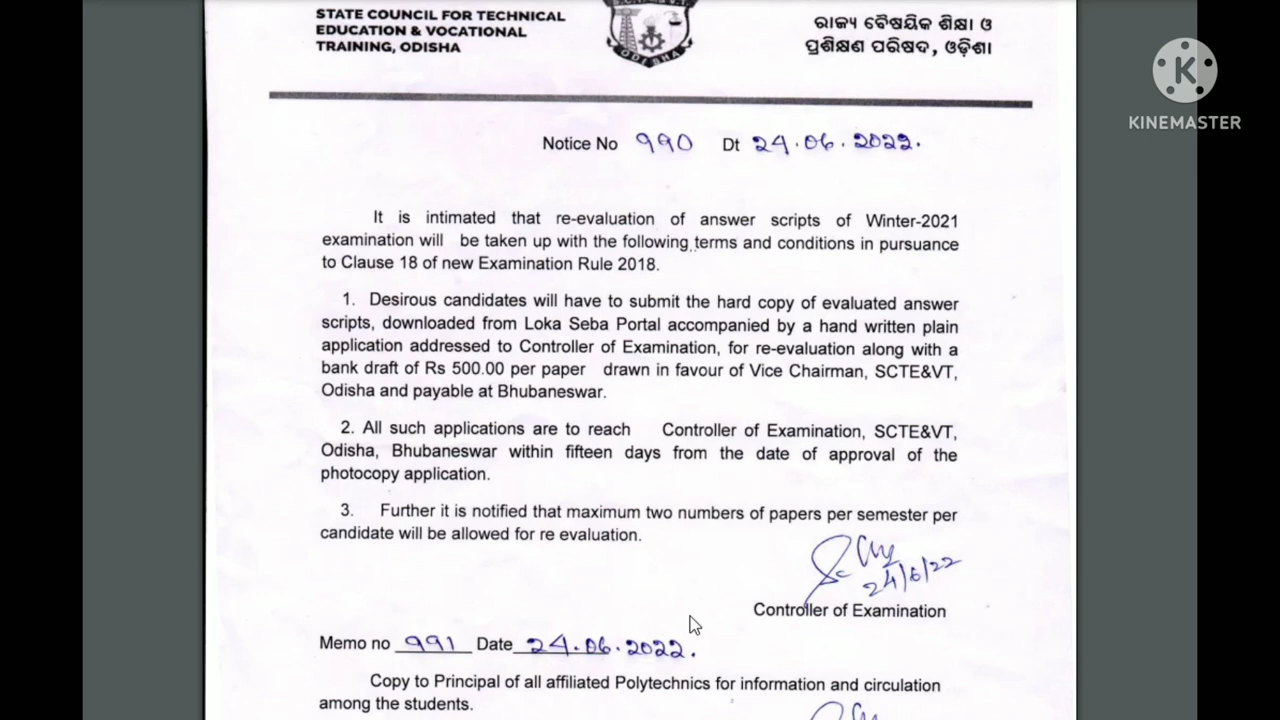 STATE COUNCIL FOR TECHNICAL
EDUCATION & VOCATIONAL
TRAINING, ODISHA
ODISHA
ରାଜ୍ୟ ବୈଷୟିକ ଶିକ୍ଷା ଓ
ପ୍ରଶିକ୍ଷଣ ପରିଷଦ, ଓଡ଼ିଶା
K
KINEMASTER
Notice No 990 Dt 24.06.2022.
It is intimated that re-evaluation of answer scripts of Winter-2021
examination will be taken up with the following terms and conditions in pursuance
to Clause 18 of new Examination Rule 2018.
1. Desirous candidates will have to submit the hard copy of evaluated answer
scripts, downloaded from Loka Seba Portal accompanied by a hand written plain
application addressed to Controller of Examination, for re-evaluation along with a
bank draft of Rs 500.00 per paper drawn in favour of Vice Chairman, SCTE&VT,
Odisha and payable at Bhubaneswar.
2. All such applications are to reach Controller of Examination, SCTE&VT,
Odisha, Bhubaneswar within fifteen days from the date of approval of the
photocopy application.
3. Further it is notified that maximum two numbers of papers per semester per
candidate will be allowed for re evaluation.
24/6/22
Controller of Examination
Memo no 991 Date 24.06.2022.
Copy to Principal of all affiliated Polytechnics for information and circulation
among the students.